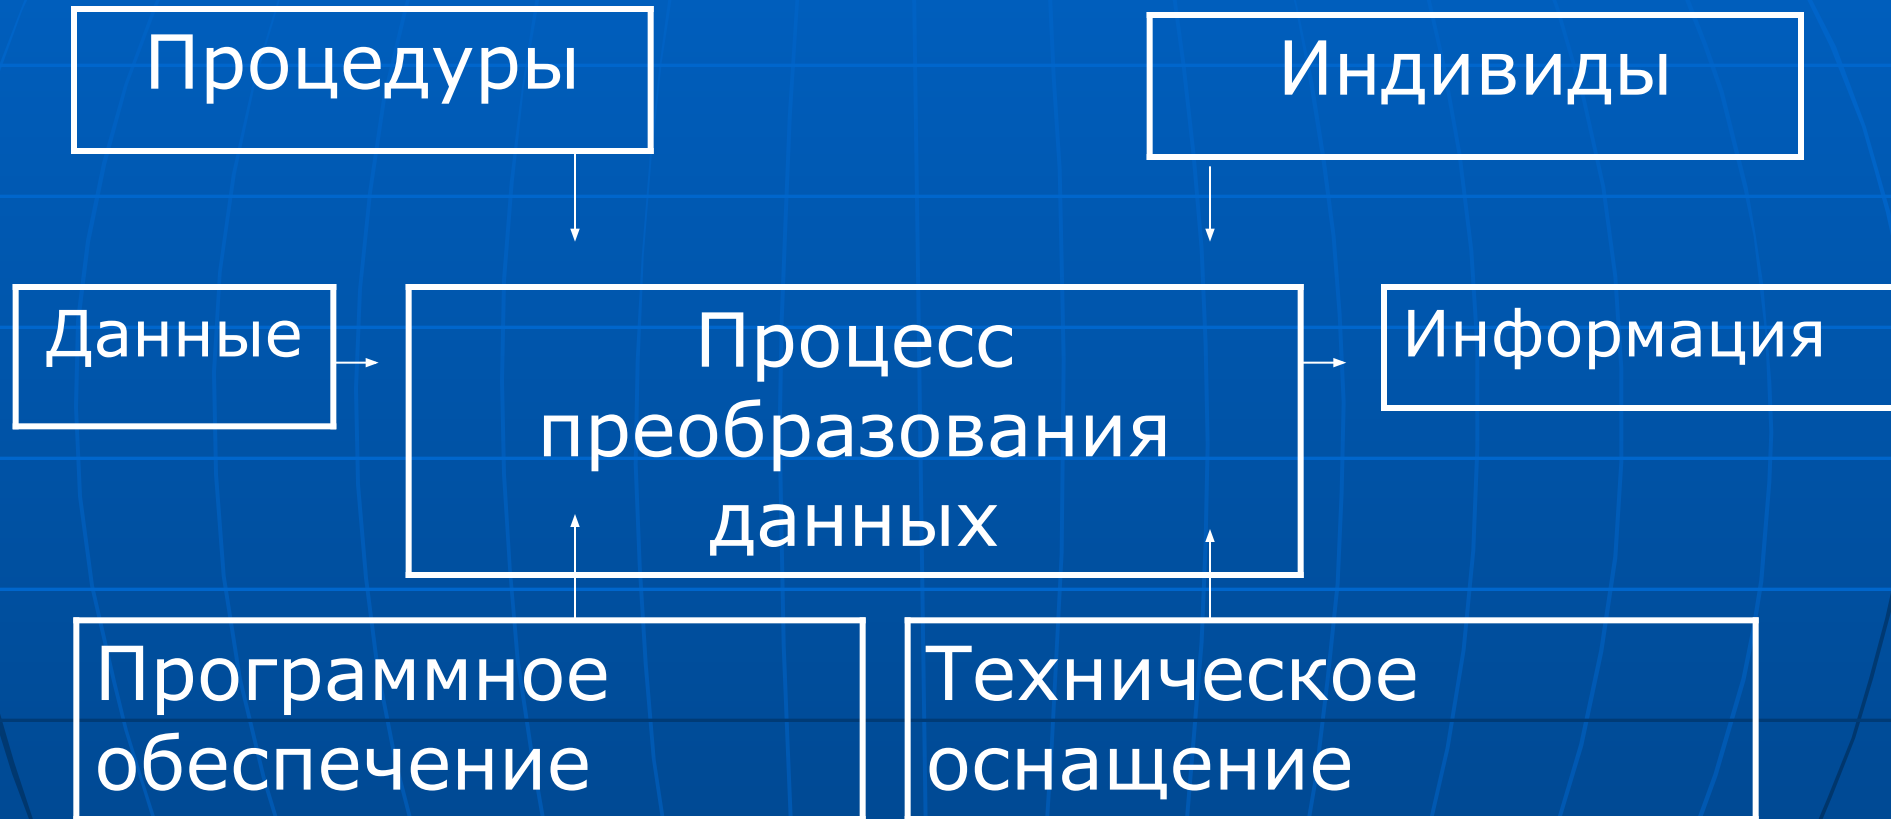 Процедуры
Индивиды
Данные
Процесс
преобразования
данных
Информация
Программное
обеспечение
Техническое
оснащение